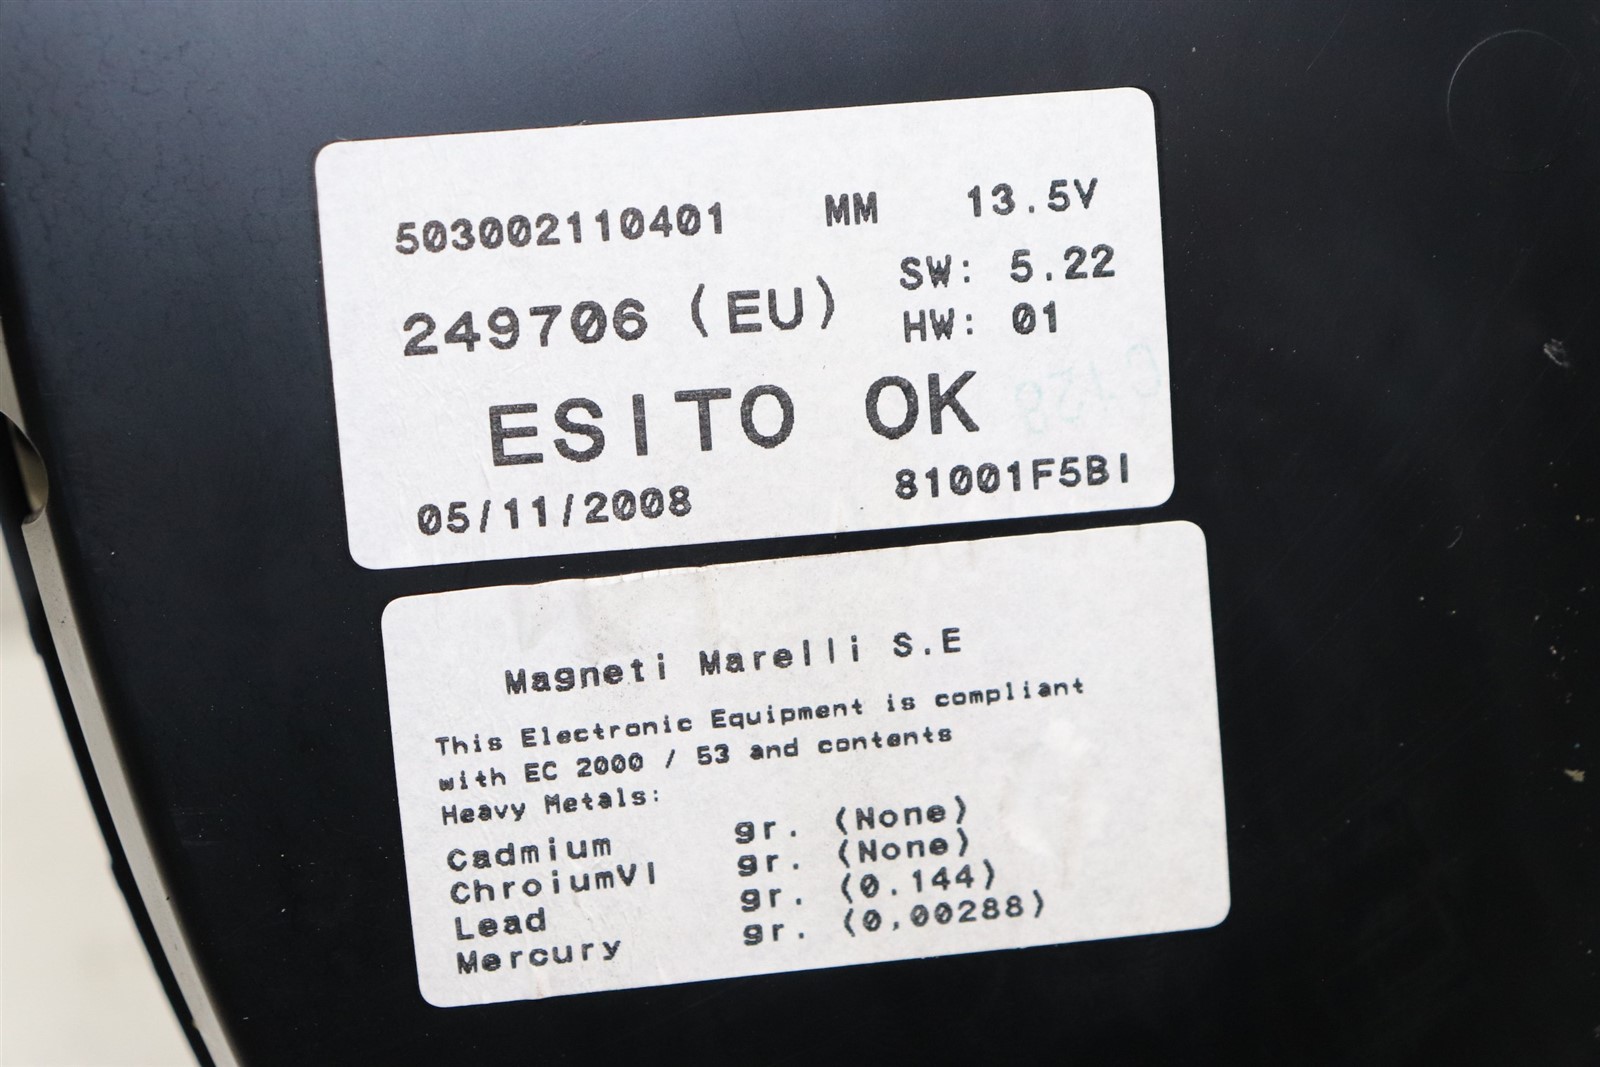 503002110401 MM 13.5V
249706 (EU) SW: 5.22
HW: 01
ESITO OK
05/11/2008 81001F5BI
Magneti Marelli S.E
This Electronic Equipment is compliant
with EC 2000 / 53 and contents
Heavy Metals:
Cadmium gr. (None)
ChroiumVI gr. (None)
Lead gr. (0.144)
Mercury gr. (0,00288)